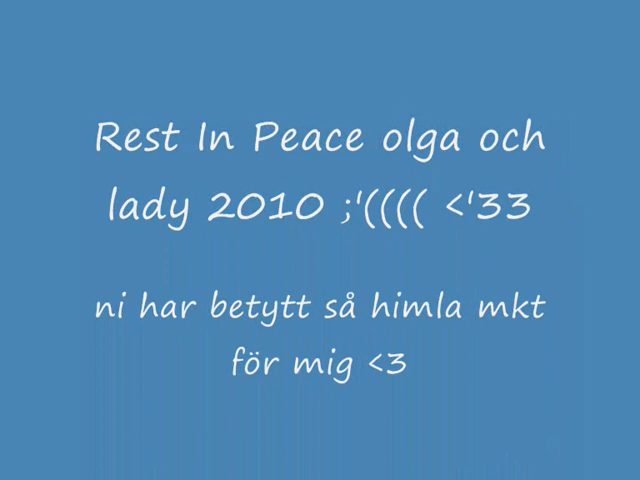 Rest In Peace olga och
lady 2010 ;'(((( <'33
ni har betytt så himla mkt
för mig <3